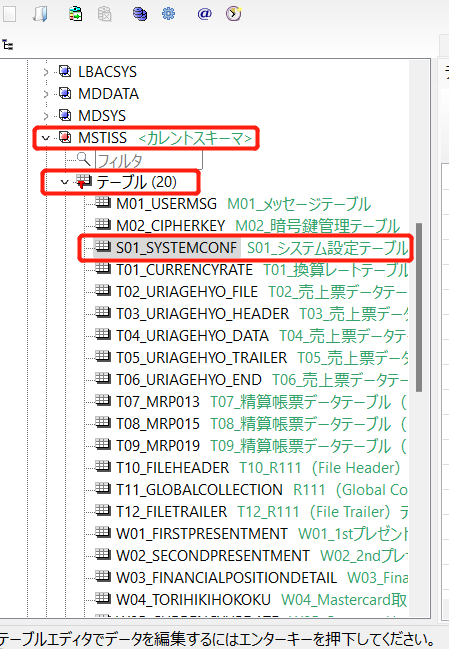 LBACSYS
MDDATA
MDSYS
MSTISS <カレントスキーマ>
フィルタ
テーブル (20)
M01_USERMSG M01_メッセージテーブル
M02_CIPHERKEY M02_暗号鍵管理テーブル
S01_SYSTEMCONF S01_システム設定テーブル
T01_CURRENCYRATE T01_換算レートテーブル
T02_URIAGEHYO_FILE T02_売上票データテー
T03_URIAGEHYO_HEADER T03_売上票デー
T04_URIAGEHYO_DATA T04_売上票データテー
T05_URIAGEHYO_TRAILER T05_売上票デー
T06_URIAGEHYO_END T06_売上票データテー
T07_MRP013 T07_精算帳票データテーブル（
T08_MRP015 T08_精算帳票データテーブル（
T09_MRP019 T09_精算帳票データテーブル（
T10_FILEHEADER T10_R111（File Header）
T11_GLOBALCOLLECTION R111（Global Co
T12_FILETRAILER T12_R111（File Trailer）テ
W01_FIRSTPRESENTMENT W01_1stプレゼント
W02_SECONDPRESENTMENT W02_2ndプレ
W03_FINANCIALPOSITIONDETAIL W03_Fina
W04_TORIHIKIHOKOKU W04_Mastercard取
テーブルエディタでデータを編集するにはエンターキーを押下してください。